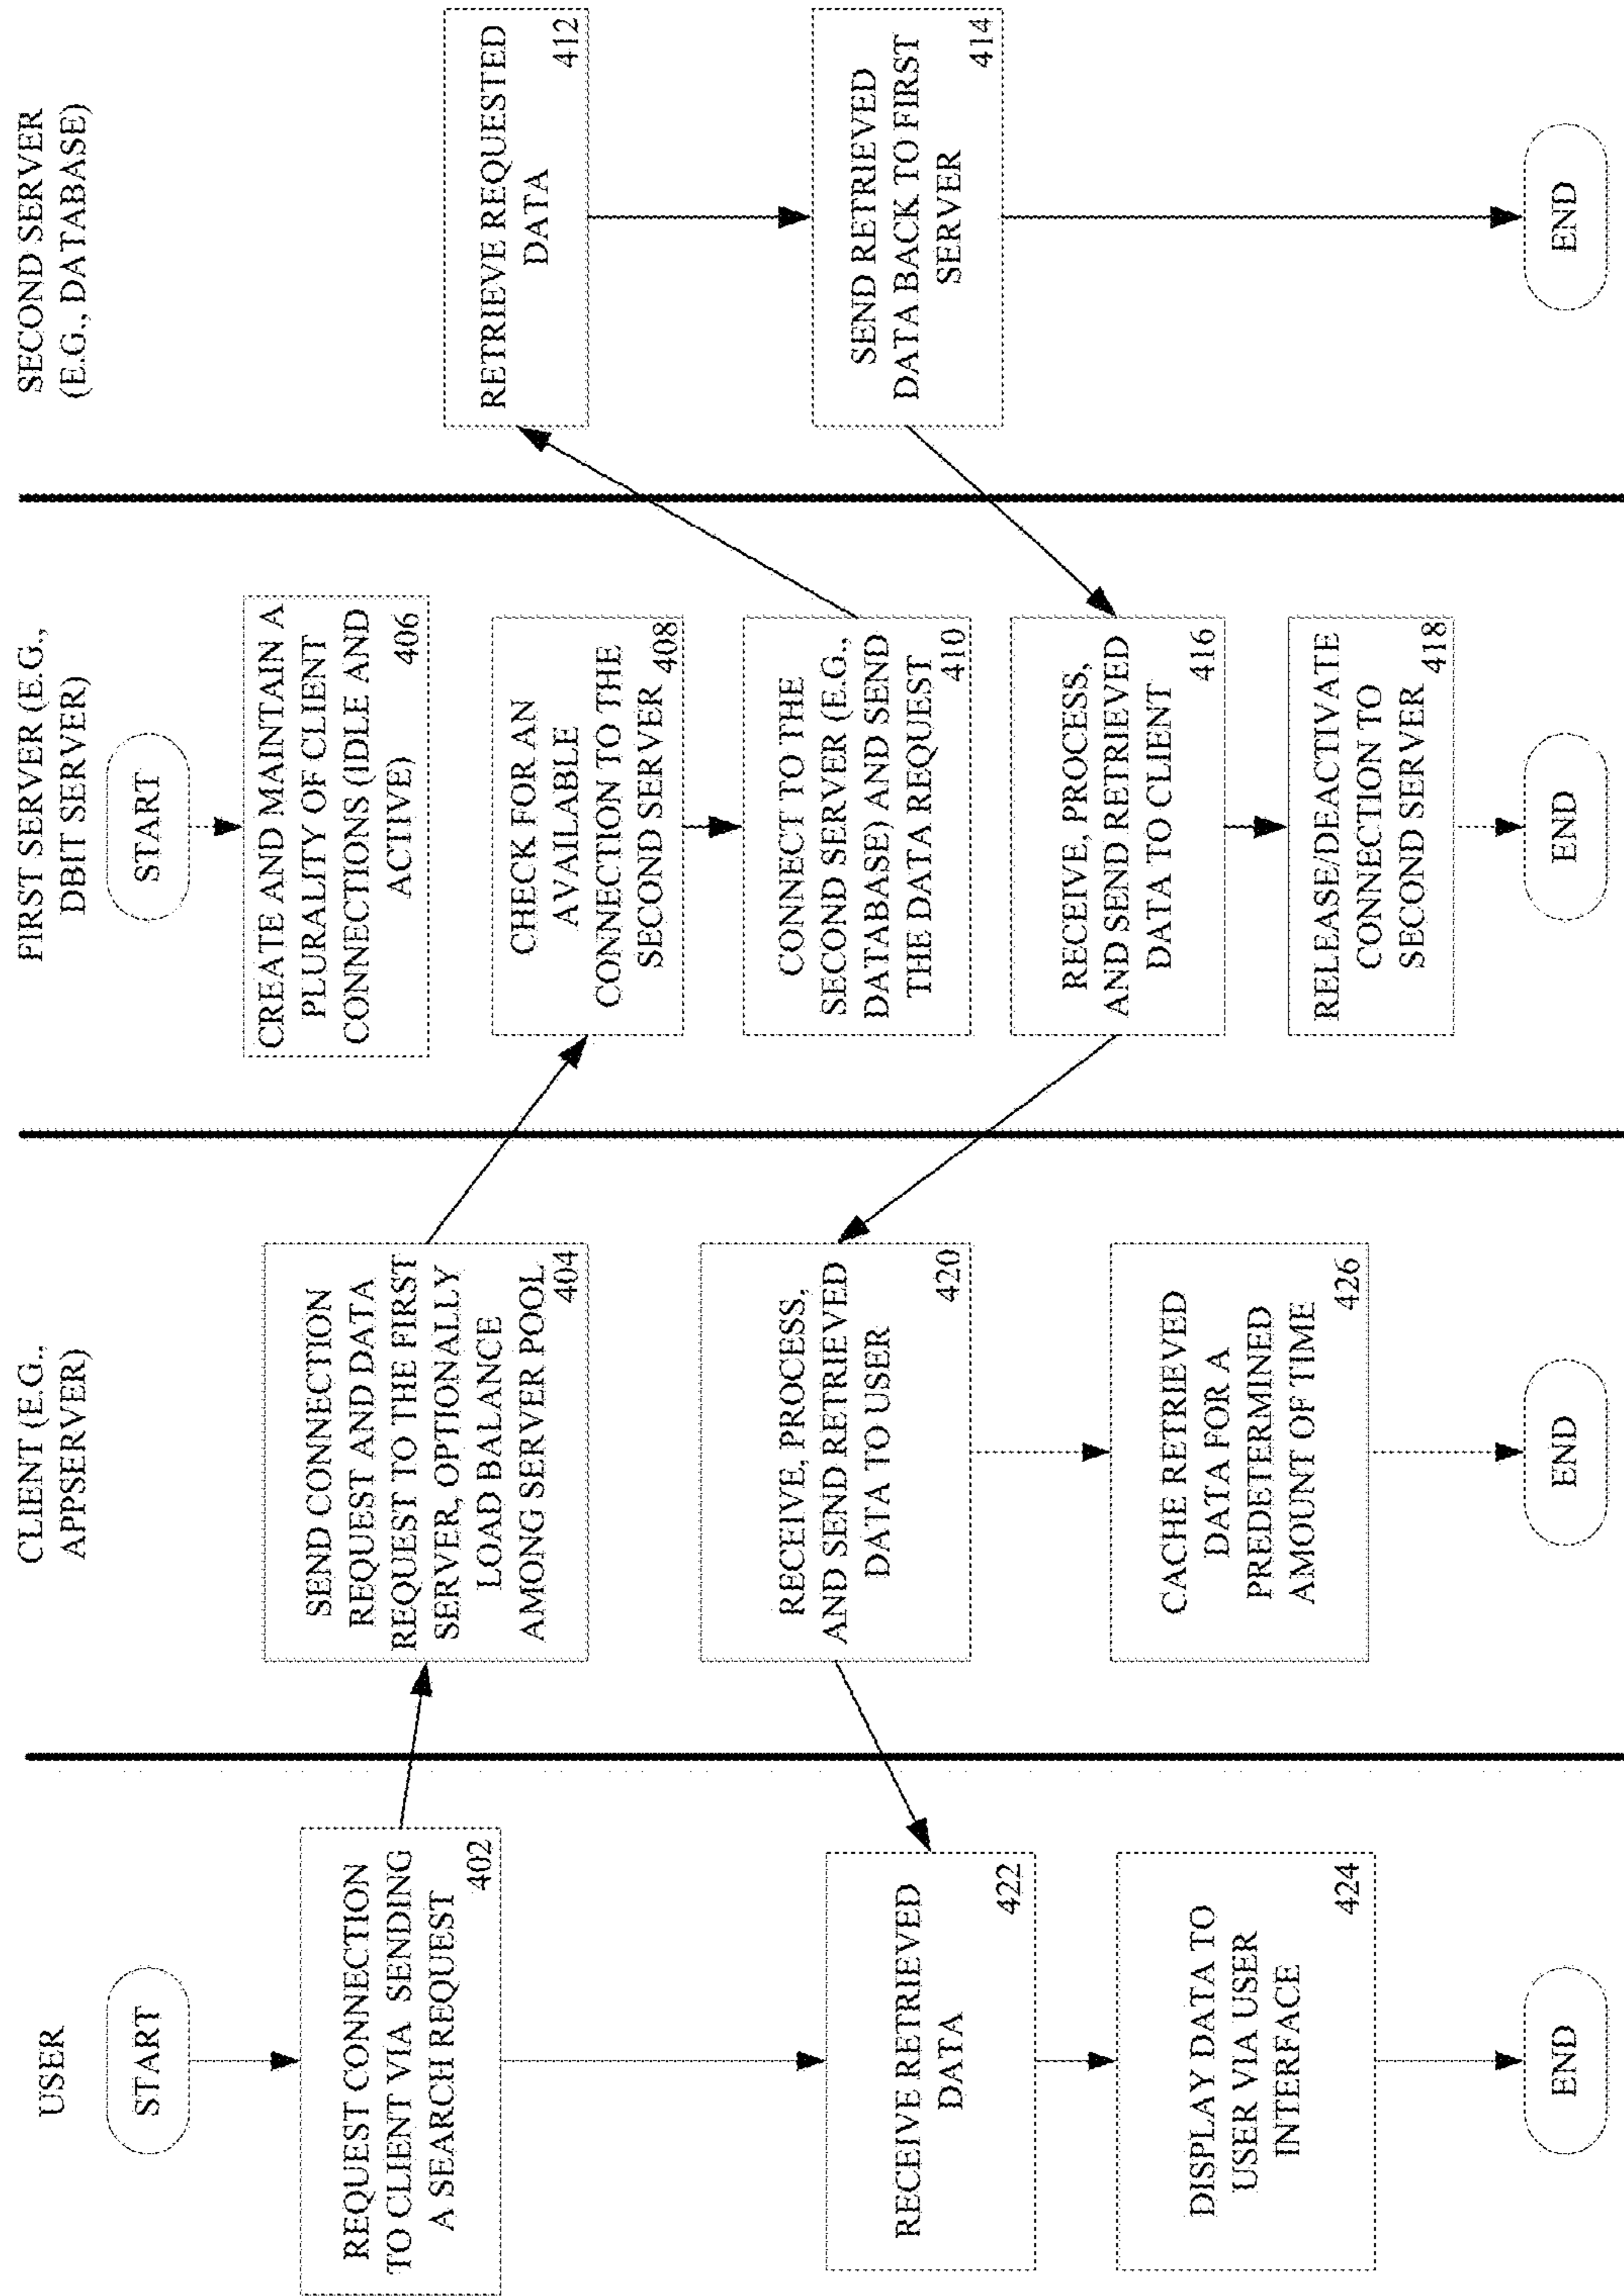 USER
START
REQUEST CONNECTION
TO CLIENT VIA SENDING
A SEARCH REQUEST
402
RECEIVE RETRIEVED
DATA
422
DISPLAY DATA TO
USER VIA USER
INTERFACE
424
END
CLIENT (E.G.,
APPSERVER)
SEND CONNECTION
REQUEST AND DATA
REQUEST TO THE FIRST
SERVER, OPTIONALLY
LOAD BALANCE
AMONG SERVER POOL
404
RECEIVE, PROCESS,
AND SEND RETRIEVED
DATA TO USER
420
CACHE RETRIEVED
DATA FOR A
PREDETERMINED
AMOUNT OF TIME
426
END
FIRST SERVER (E.G.,
DBIT SERVER)
START
CREATE AND MAINTAIN A
PLURALITY OF CLIENT
CONNECTIONS (IDLE AND
ACTIVE)
406
CHECK FOR AN
AVAILABLE
CONNECTION TO THE
SECOND SERVER
408
CONNECT TO THE
SECOND SERVER (E.G.,
DATABASE) AND SEND
THE DATA REQUEST
410
RECEIVE, PROCESS,
AND SEND RETRIEVED
DATA TO CLIENT
416
RELEASE/DEACTIVATE
CONNECTION TO
SECOND SERVER
418
END
SECOND SERVER
(E.G., DATABASE)
RETRIEVE REQUESTED
DATA
412
SEND RETRIEVED
DATA BACK TO FIRST
SERVER
414
END